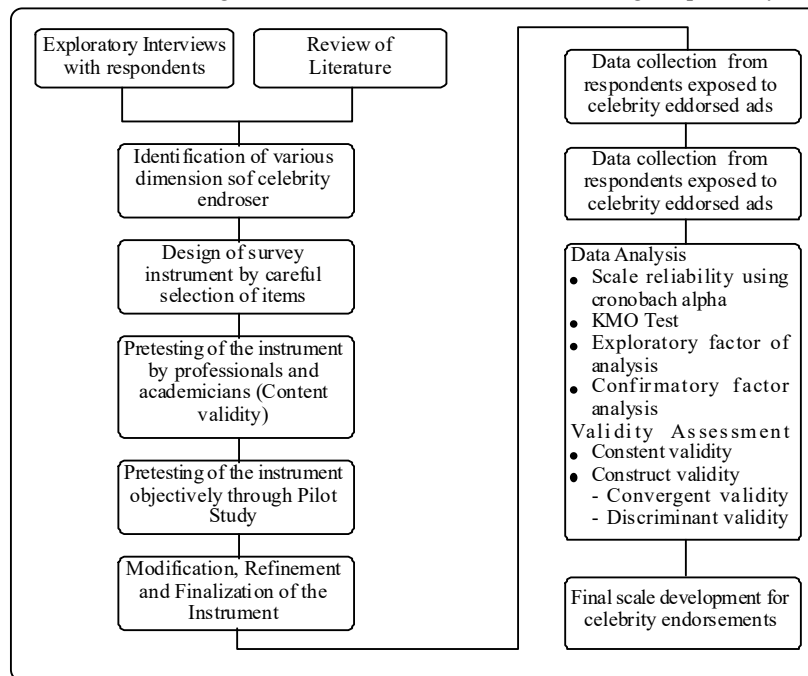 Exploratory Interviews
with respondents
Review of
Literature
Identification of various
dimension sof celebrity
endroser
Design of survey
instrument by careful
selection of items
Pretesting of the instrument
by professionals and
academicians (Content
validity)
Pretesting of the instrument
objectively through Pilot
Study
Modification, Refinement
and Finalization of the
Instrument
Data collection from
respondents exposed to
celebrity eddorsed ads
Data collection from
respondents exposed to
celebrity eddorsed ads
Data Analysis
● Scale reliability using
cronobach alpha
● KMO Test
● Exploratory factor of
analysis
● Confirmatory factor
analysis
Validity Assessment
● Constent validity
● Construct validity
- Convergent validity
- Discriminant validity
Final scale development for
celebrity endorsements